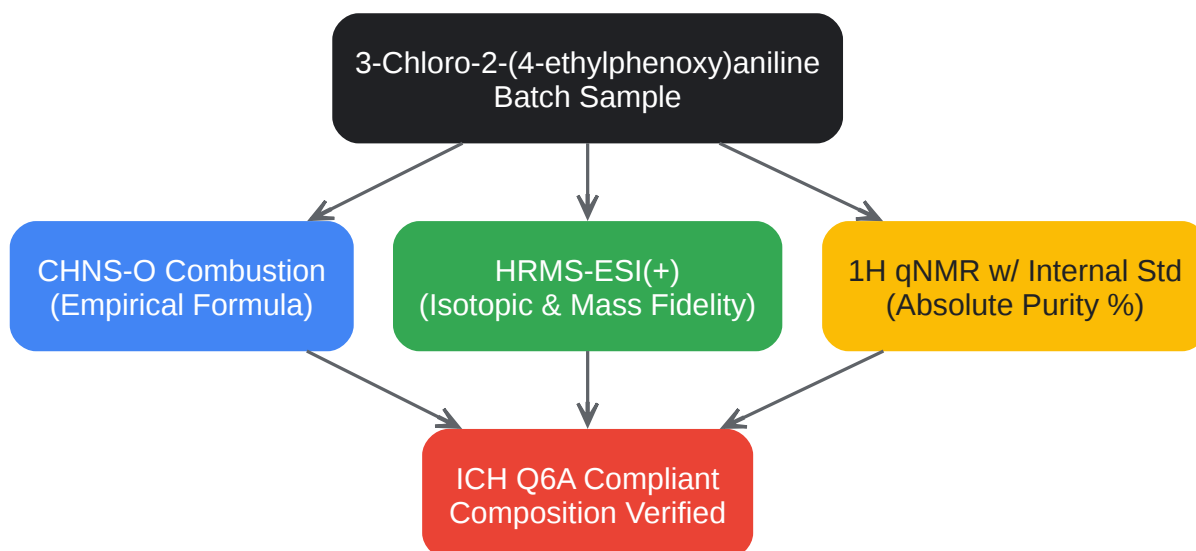 3-Chloro-2-(4-ethylphenoxy)aniline
Batch Sample
CHNS-O Combustion
(Empirical Formula)
HRMS-ESI(+)
(Isotopic & Mass Fidelity)
1H qNMR w/ Internal Std
(Absolute Purity %)
ICH Q6A Compliant
Composition Verified